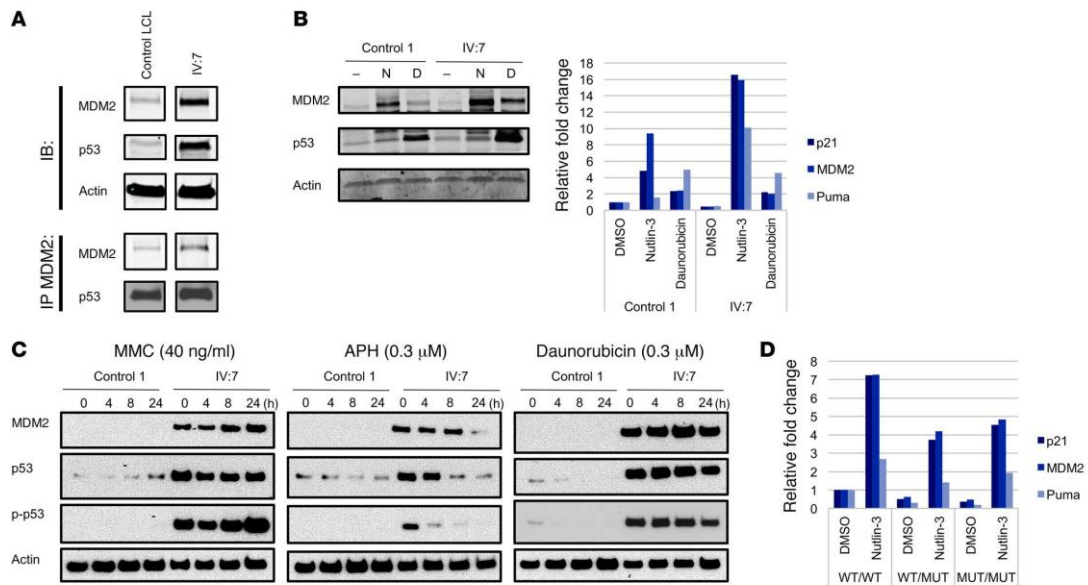 A
Control LCL
IV:7
IB:
MDM2
p53
Actin
IP MDM2:
MDM2
p53
B
Control 1 IV:7
– N D – N D
MDM2
p53
Actin
Relative fold change
18
16
14
12
10
8
6
4
2
0
DMSO Nutlin-3 Daunorubicin DMSO Nutlin-3 Daunorubicin
Control 1 IV:7
p21
MDM2
Puma
C
MMC (40 ng/ml) APH (0.3 μM) Daunorubicin (0.3 μM)
Control 1 IV:7 Control 1 IV:7 Control 1 IV:7
0 4 8 24 0 4 8 24 (h) 0 4 8 24 0 4 8 24 (h) 0 4 8 24 0 4 8 24 (h)
MDM2
p53
p-p53
Actin
D
Relative fold change
8
7
6
5
4
3
2
1
0
DMSO Nutlin-3 DMSO Nutlin-3 DMSO Nutlin-3
WT/WT WT/MUT MUT/MUT
p21
MDM2
Puma